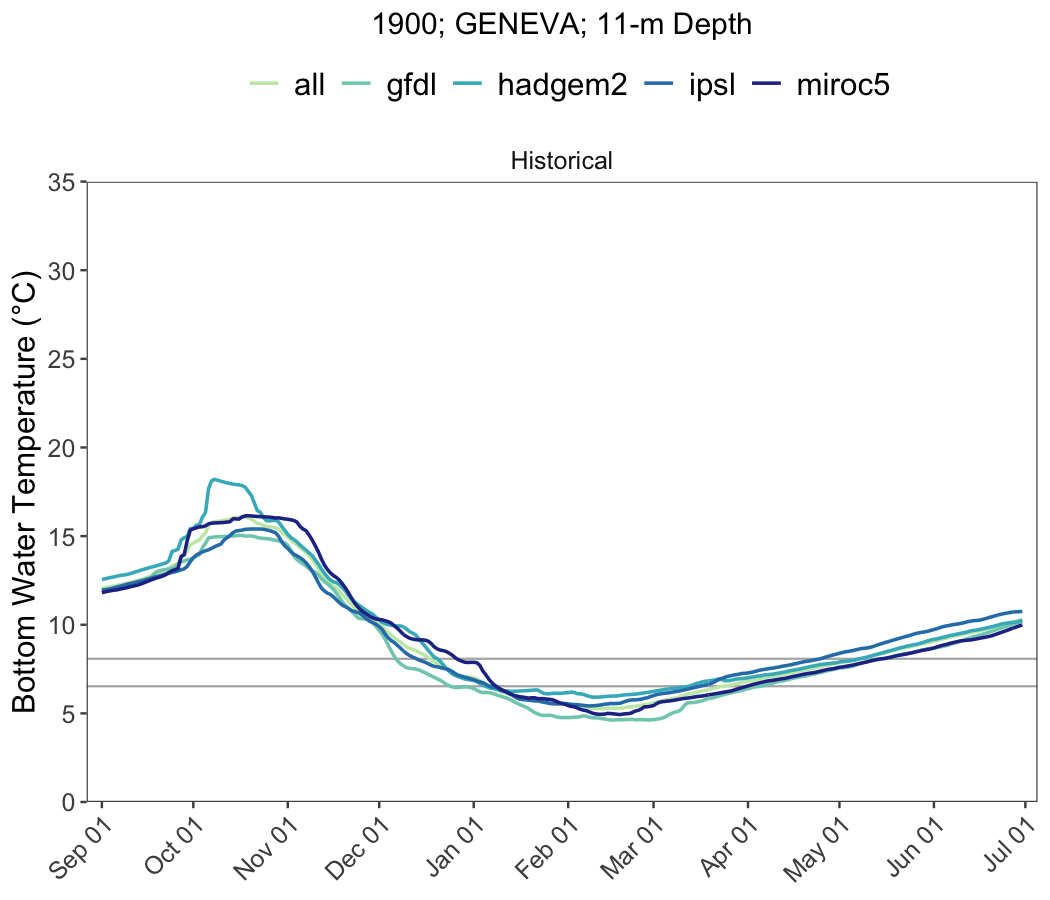 1900; GENEVA; 11-m Depth
all gfdl hadgem2 ipsl miroc5
Historical
Bottom Water Temperature (°C)
35
30
25
20
15
10
5
0
Sep 01 Oct 01 Nov 01 Dec 01 Jan 01 Feb 01 Mar 01 Apr 01 May 01 Jun 01 Jul 01